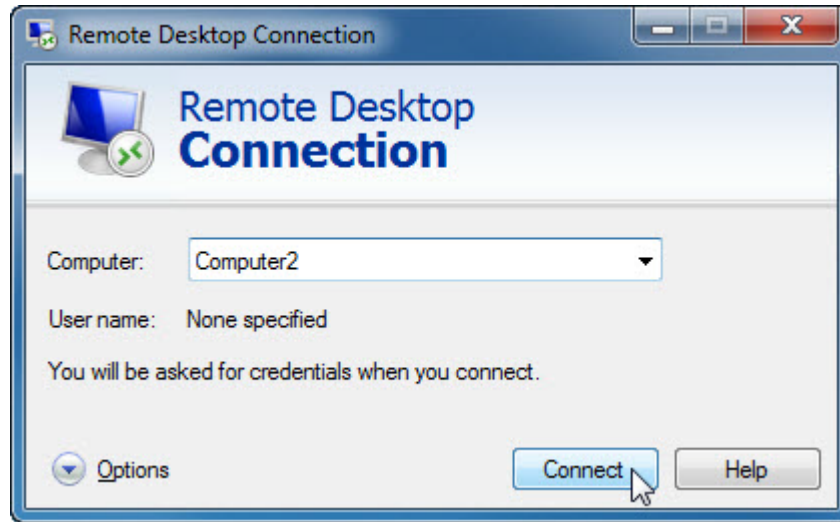 Remote Desktop Connection
Remote Desktop
Connection
Computer: Computer2
User name: None specified
You will be asked for credentials when you connect.
Options Connect Help